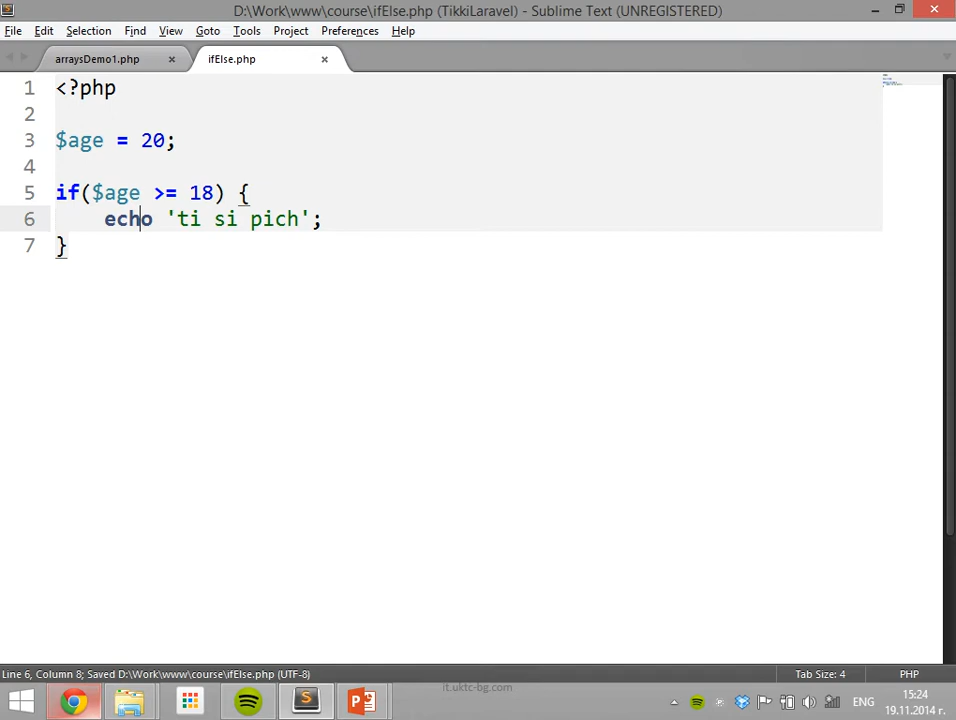 D:\Work\www\course\ifElse.php (TikkiLaravel) - Sublime Text (UNREGISTERED)
File Edit Selection Find View Goto Tools Project Preferences Help
arraysDemo1.php × ifElse.php ×
1 <?php
2
3 $age = 20;
4
5 if($age >= 18) {
6 echo 'ti si pich';
7 }
Line 6, Column 8; Saved D:\Work\www\course\ifElse.php (UTF-8) Tab Size: 4 PHP
it.uktc-bg.com
ENG
15:24
19.11.2014 г.